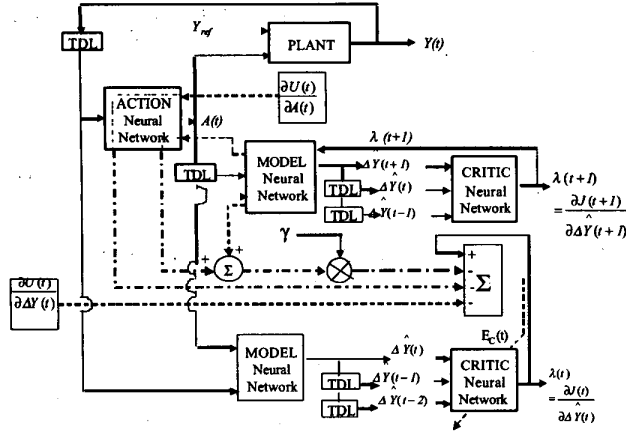 TDL
Y_ref
PLANT
Y(t)
ACTION
Neural
Network
∂U(t)
∂A(t)
A(t)
λ (t+1)
TDL
MODEL
Neural
Network
ΔŶ(t+1)
TDL
ΔŶ(t)
TDL
ΔŶ(t−1)
CRITIC
Neural
Network
λ (t+1)
= ∂J(t+1)
∂ΔŶ(t+1)
γ
+
+
Σ
+
-
-
-
Σ
∂U(t)
∂ΔY(t)
E_C(t)
MODEL
Neural
Network
ΔŶ(t)
TDL
ΔŶ(t−1)
TDL
ΔŶ(t−2)
CRITIC
Neural
Network
λ(t)
= ∂J(t)
∂ΔŶ(t)